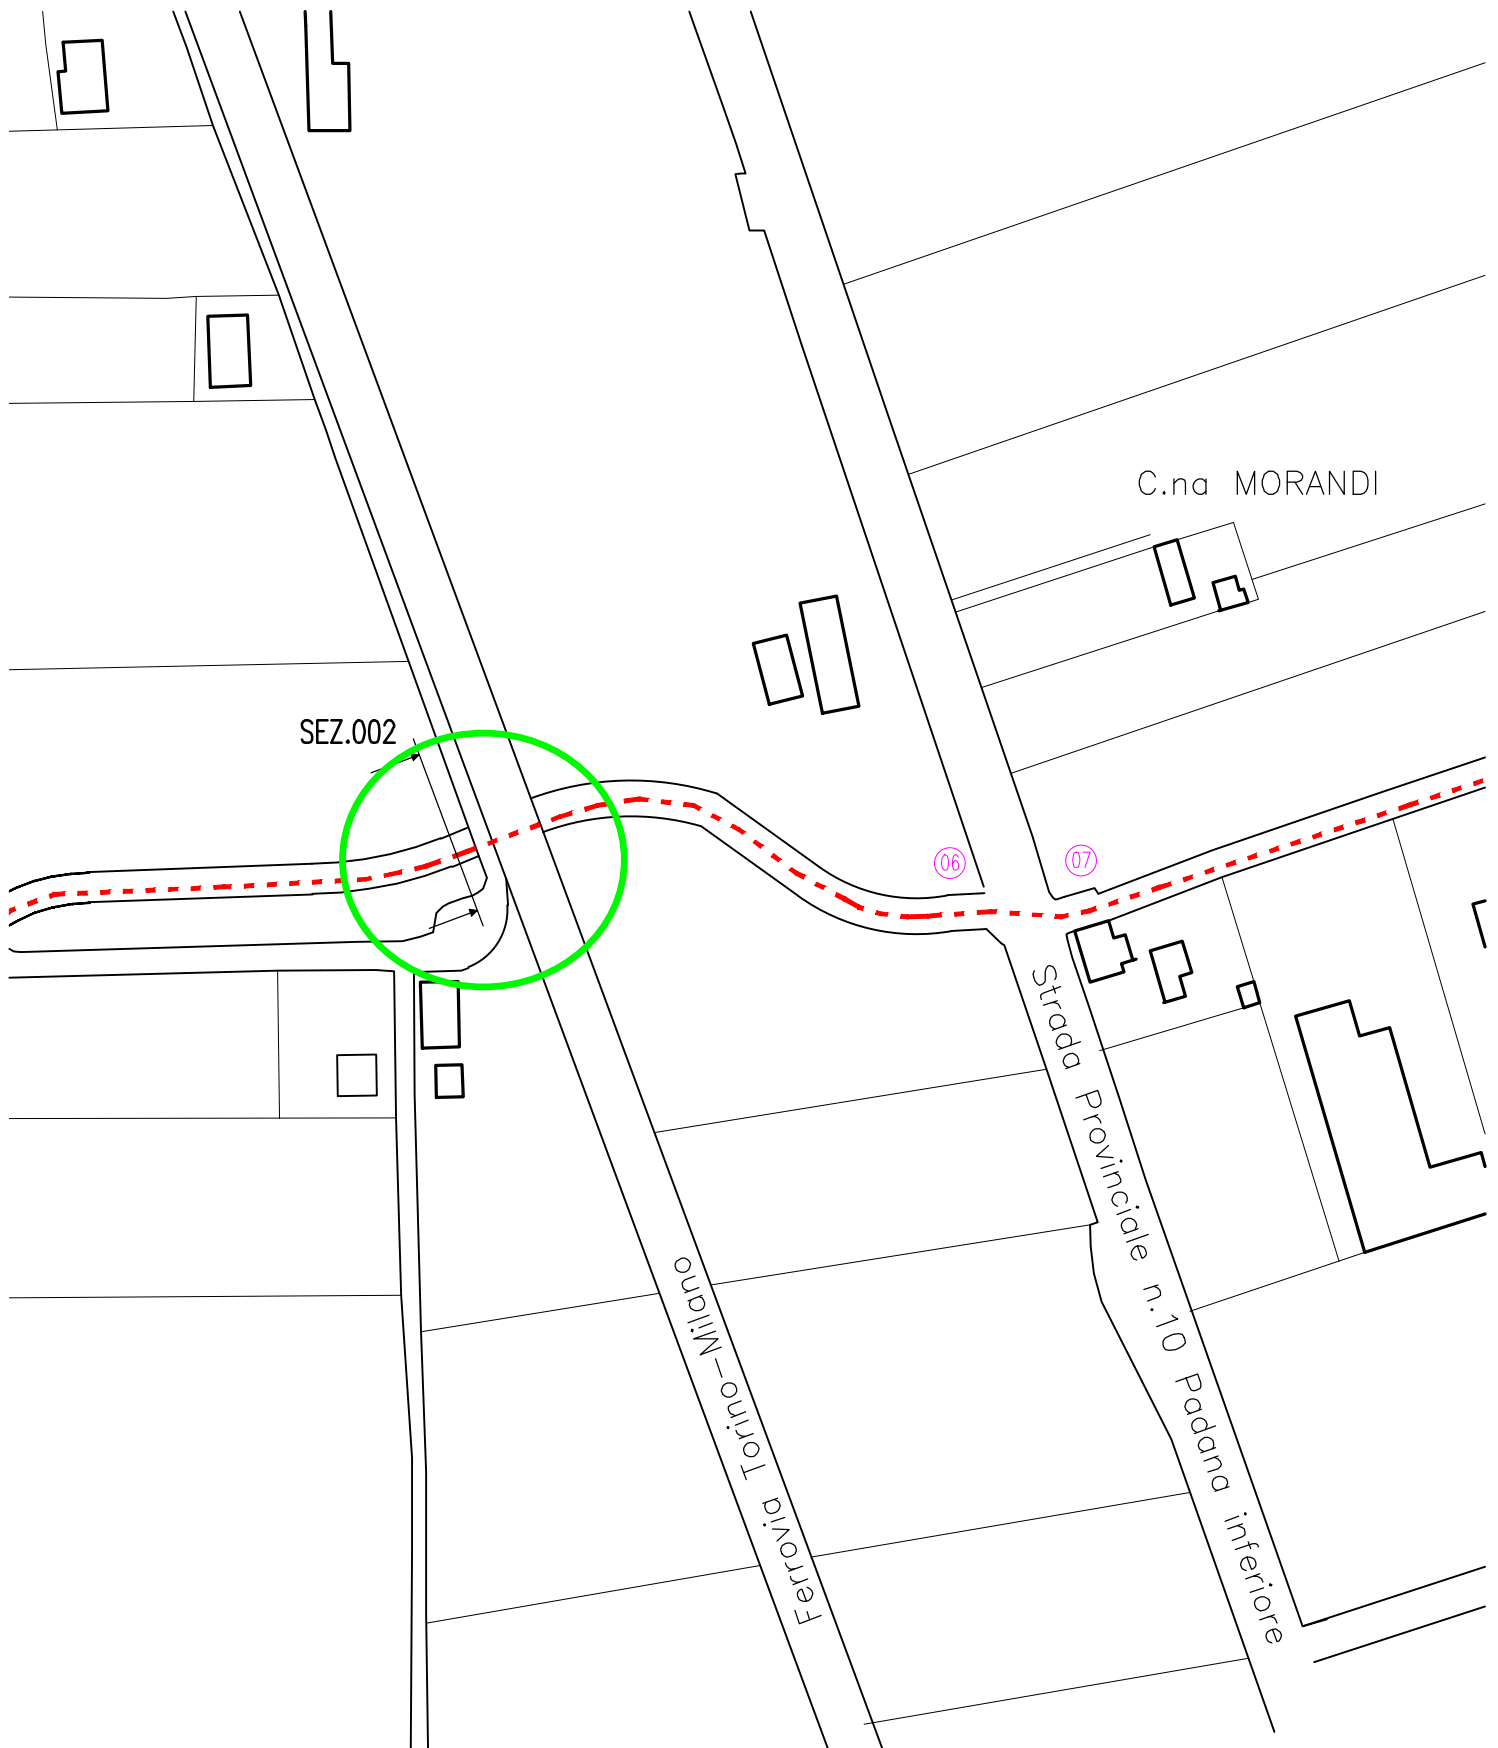 C.na MORANDI
SEZ.002
06
07
Strada Provinciale n.10 Padana inferiore
Ferrovia Torino-Milano